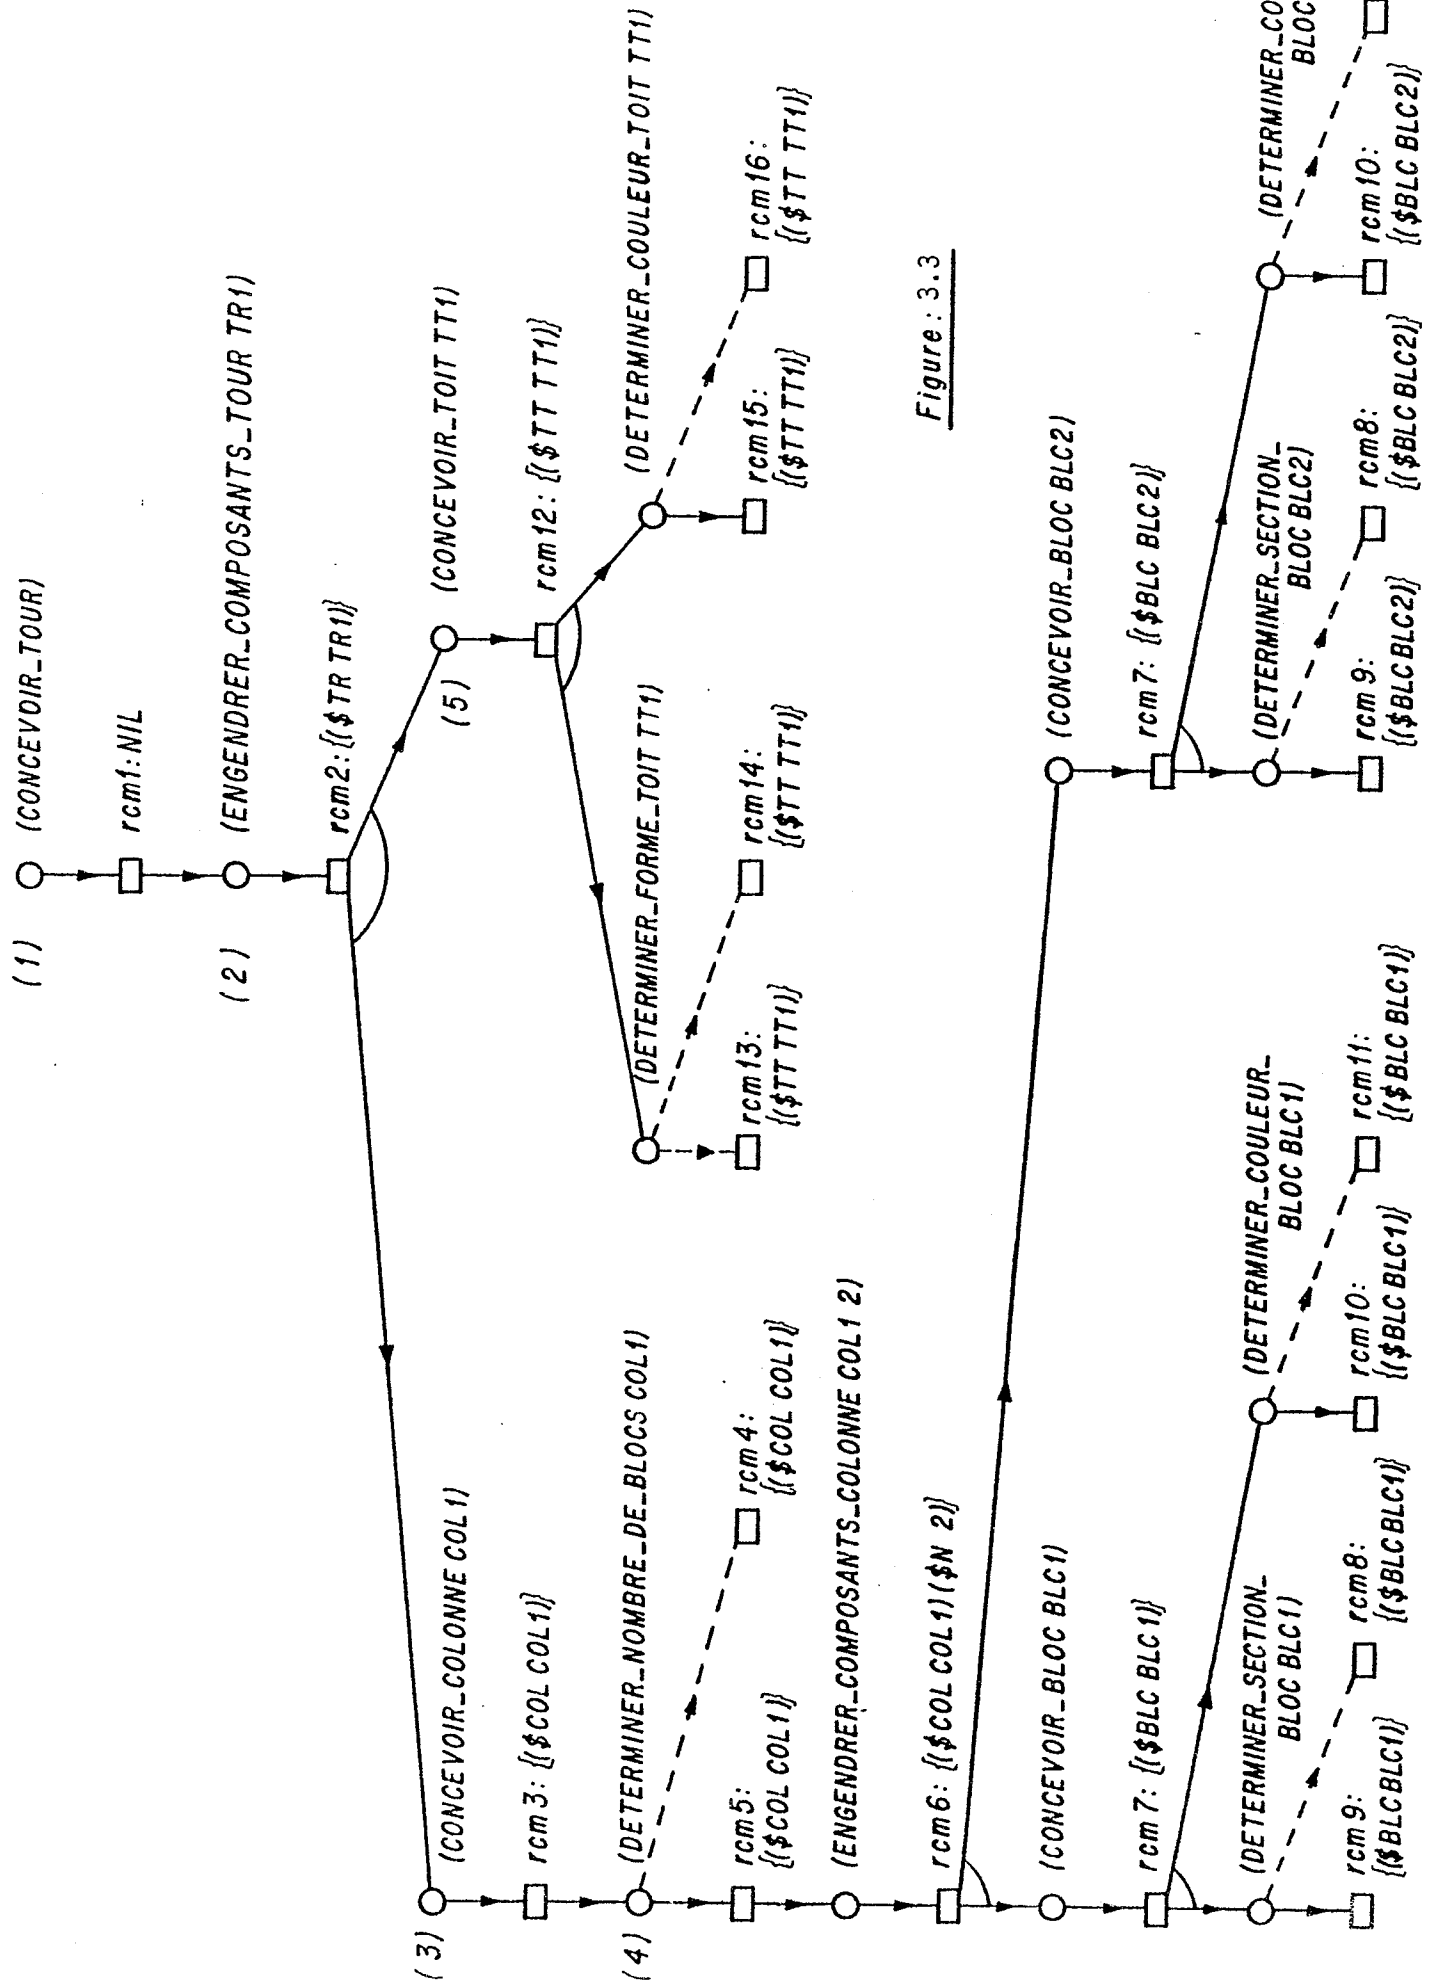 (1)
(CONCEVOIR_TOUR)
rcm1:NIL
(2)
(ENGENDRER_COMPOSANTS_TOUR TR1)
rcm2:{($TR TR1)}
(3)
(CONCEVOIR_COLONNE COL1)
(5)
(CONCEVOIR_TOIT TT1)
rcm3: {($COL COL1)}
rcm12: {($TT TT1)}
(4)
(DETERMINER_NOMBRE_DE_BLOCS COL1)
(DETERMINER_FORME_TOIT TT1)
(DETERMINER_COULEUR_TOIT TT1)
rcm5:
{($COL COL1)}
rcm4:
{($COL COL1)}
rcm13:
{($TT TT1)}
rcm14:
{($TT TT1)}
rcm15:
{($TT TT1)}
rcm16:
{($TT TT1)}
(ENGENDRER_COMPOSANTS_COLONNE COL1 2)
Figure: 3.3
rcm6: {($COL COL1)($N 2)}
(CONCEVOIR_BLOC BLC1)
(CONCEVOIR_BLOC BLC2)
rcm7: {($BLC BLC1)}
rcm7: {($BLC BLC2)}
(DETERMINER_SECTION_
BLOC BLC1)
(DETERMINER_COULEUR_
BLOC BLC1)
(DETERMINER_SECTION_
BLOC BLC2)
(DETERMINER_CO
BLOC
rcm9:
{($BLC BLC1)}
rcm8:
{($BLC BLC1)}
rcm10:
{($BLC BLC1)}
rcm11:
{($BLC BLC1)}
rcm9:
{($BLC BLC2)}
rcm8:
{($BLC BLC2)}
rcm10:
{($BLC BLC2)}